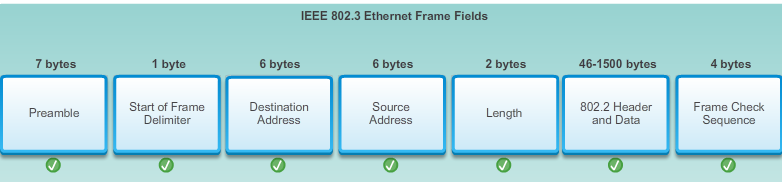 IEEE 802.3 Ethernet Frame Fields
7 bytes
1 byte
6 bytes
6 bytes
2 bytes
46-1500 bytes
4 bytes
Preamble
Start of Frame
Delimiter
Destination
Address
Source
Address
Length
802.2 Header
and Data
Frame Check
Sequence